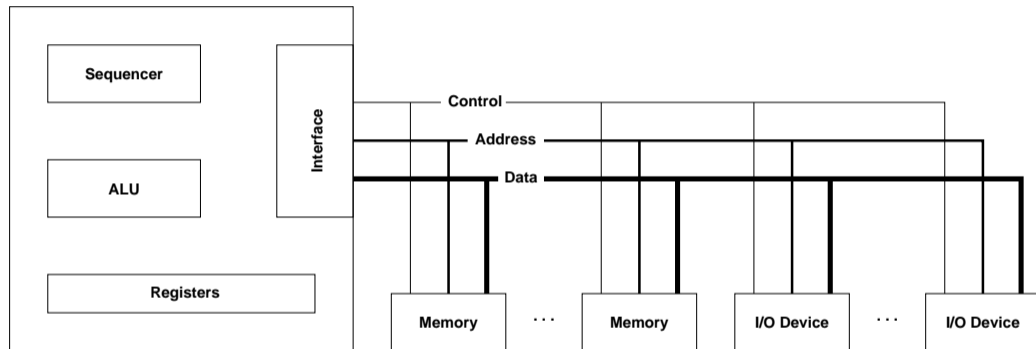 Sequencer
Control
Interface
Address
Data
ALU
Registers
Memory
. . .
Memory
I/O Device
. . .
I/O Device